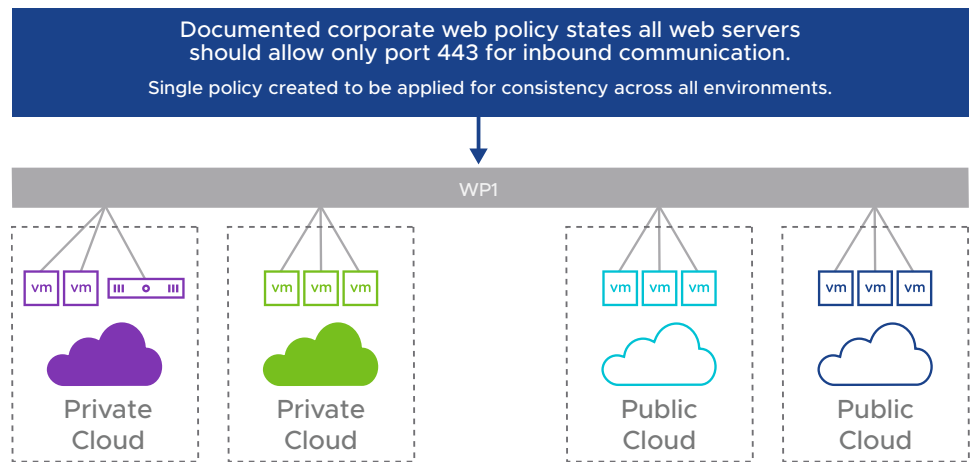 Documented corporate web policy states all web servers
should allow only port 443 for inbound communication.
Single policy created to be applied for consistency across all environments.
WP1
vm vm
vm vm vm
vm vm vm
vm vm vm
Private
Cloud
Private
Cloud
Public
Cloud
Public
Cloud